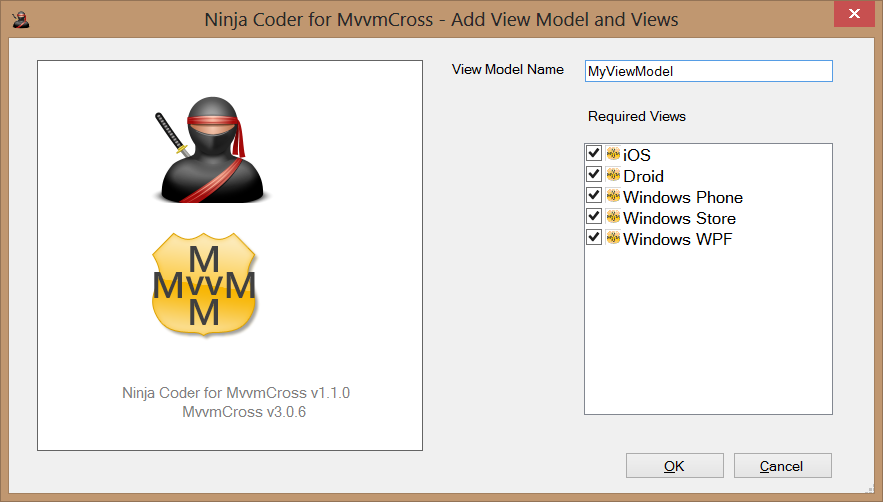 Ninja Coder for MvvmCross - Add View Model and Views
View Model Name
MyViewModel
Required Views
iOS
Droid
Windows Phone
Windows Store
Windows WPF
M
MvvM
M
Ninja Coder for MvvmCross v1.1.0
MvvmCross v3.0.6
OK
Cancel